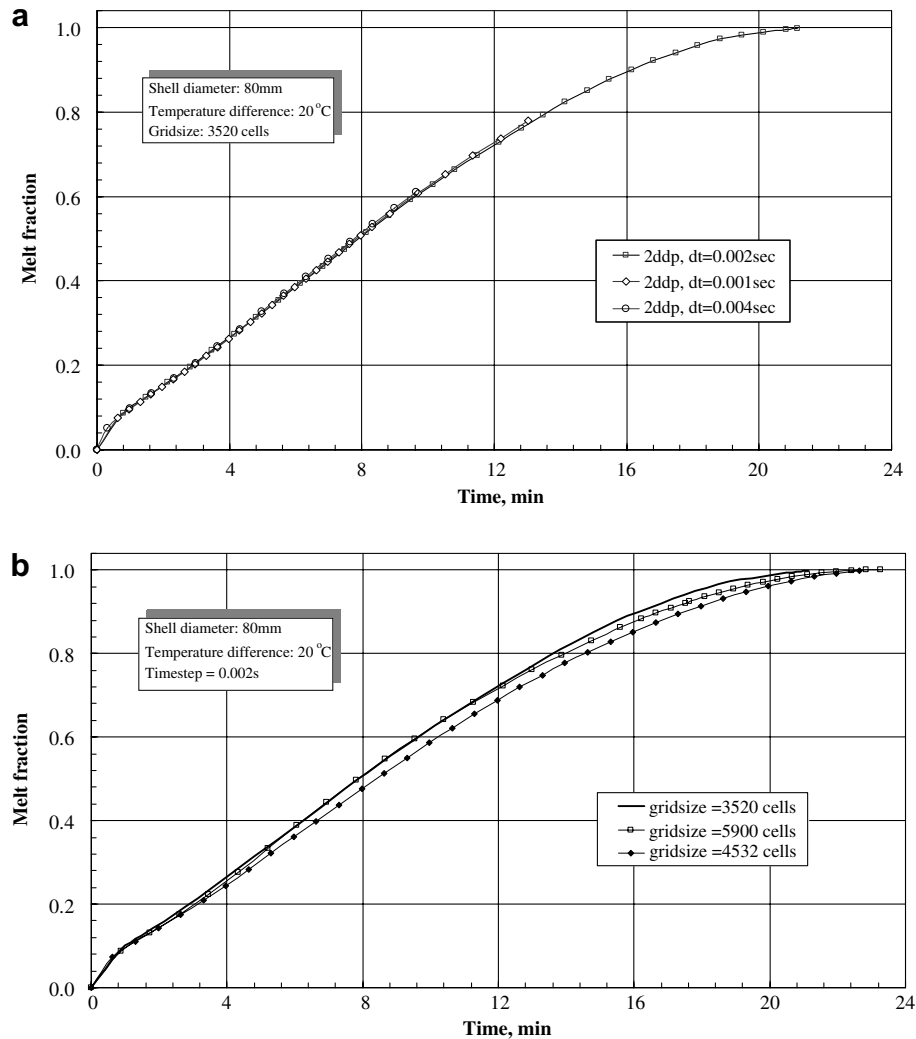 a
1.0
0.8
0.6
0.4
0.2
0.0
Melt fraction
Shell diameter: 80mm
Temperature difference: 20 °C
Gridsize: 3520 cells
2ddp, dt=0.002sec
2ddp, dt=0.001sec
2ddp, dt=0.004sec
0 4 8 12 16 20 24
Time, min
b
1.0
0.8
0.6
0.4
0.2
0.0
Melt fraction
Shell diameter: 80mm
Temperature difference: 20 °C
Timestep = 0.002s
gridsize =3520 cells
gridsize =5900 cells
gridsize =4532 cells
0 4 8 12 16 20 24
Time, min